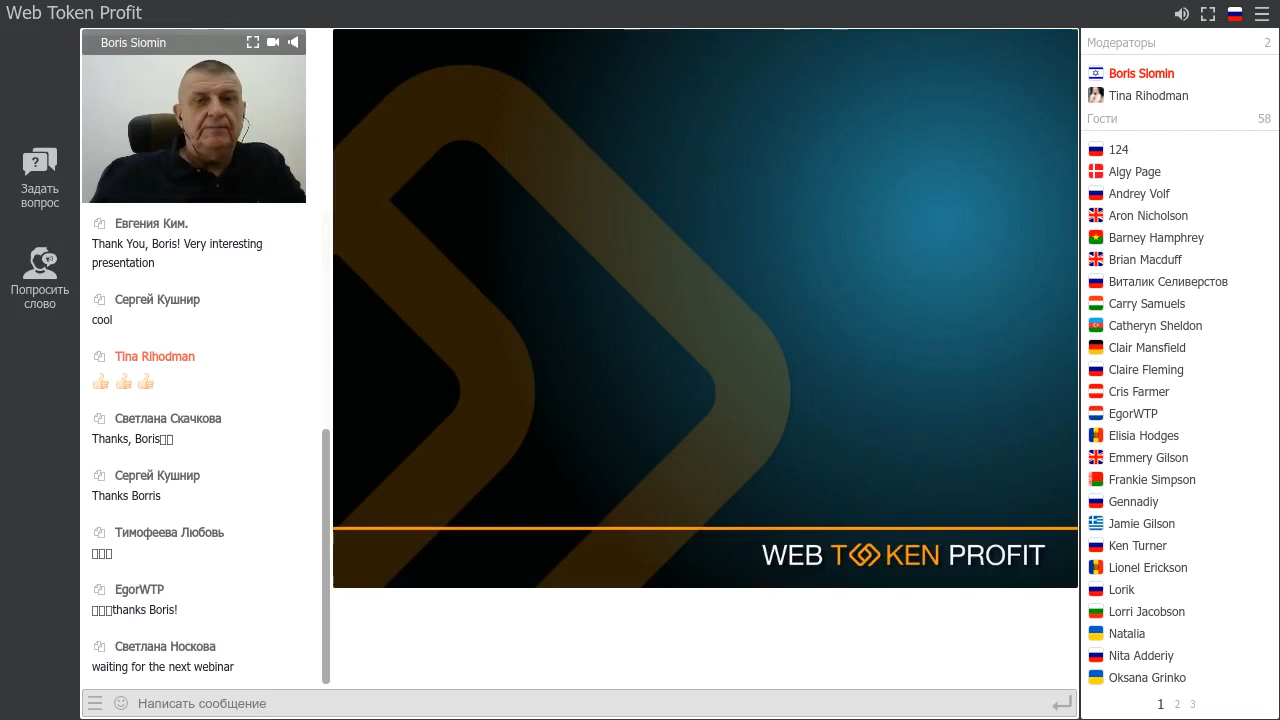 Web Token Profit
Boris Siomin
Задать
вопрос
Попросить
слово
Евгения Ким.
Thank You, Boris! Very interesting
presentation
Сергей Кушнир
cool
Tina Rihodman
Светлана Скачкова
Thanks, Boris
Сергей Кушнир
Thanks Borris
Тимофеева Любовь
EgorWTP
thanks Boris!
Светлана Носкова
waiting for the next webinar
Написать сообщение
WEB TOKEN PROFIT
Модераторы 2
Boris Siomin
Tina Rihodman
Гости 58
124
Algy Page
Andrey Volf
Aron Nicholson
Barney Hamphrey
Brian Macduff
Виталик Селиверстов
Carry Samuels
Catheryn Sheldon
Clair Mansfield
Claire Fleming
Cris Farmer
EgorWTP
Elisia Hodges
Emmery Gilson
Frankie Simpson
Gennadiy
Jamie Gilson
Ken Turner
Lionel Erickson
Lorik
Lorri Jacobson
Natalia
Nita Adderiy
Oksana Grinko
1 2 3